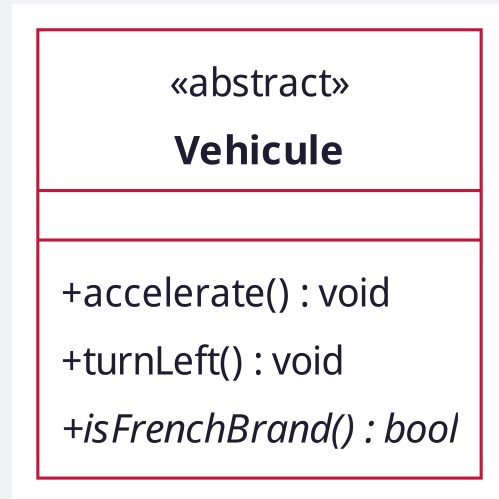 «abstract»
Vehicule
+accelerate() : void
+turnLeft() : void
+isFrenchBrand() : bool